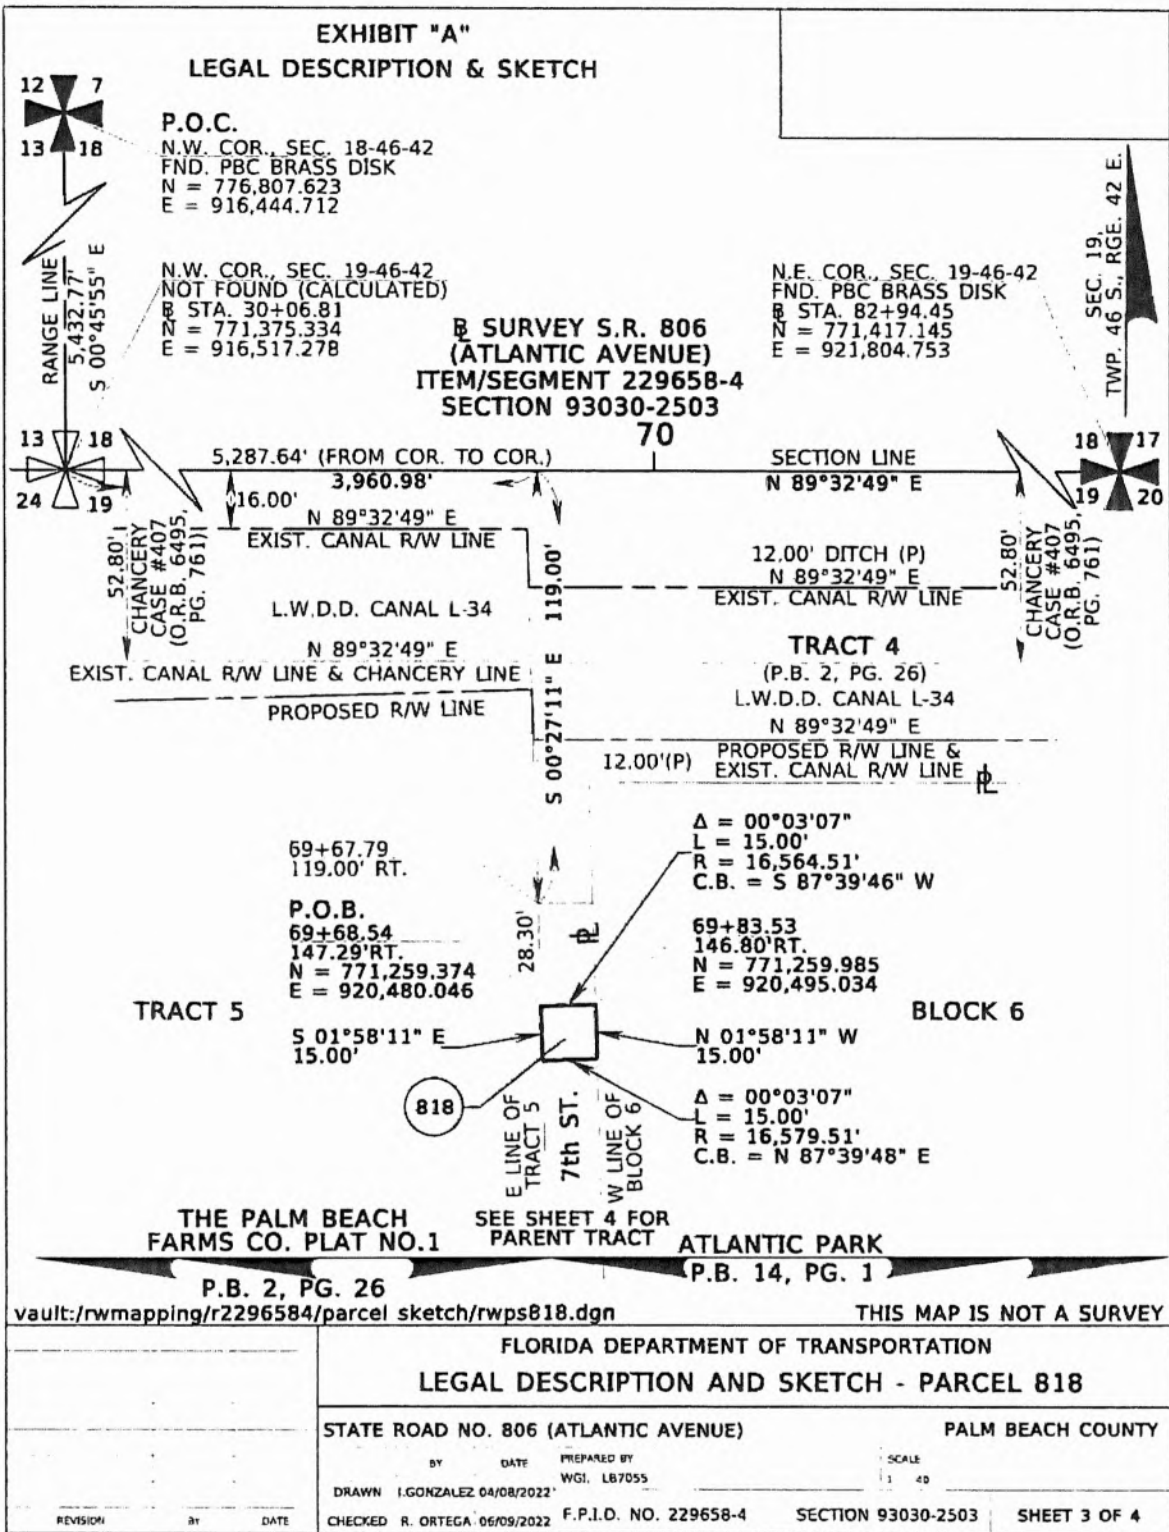 EXHIBIT "A"
LEGAL DESCRIPTION & SKETCH
12 7
13 18
P.O.C.
N.W. COR., SEC. 18-46-42
FND. PBC BRASS DISK
N = 776,807.623
E = 916,444.712
RANGE LINE
5,432.77'
S 00°45'55" E
N.W. COR., SEC. 19-46-42
NOT FOUND (CALCULATED)
STA. 30+06.81
N = 771,375.334
E = 916,517.278
N.E. COR., SEC. 19-46-42
FND. PBC BRASS DISK
STA. 82+94.45
N = 771,417.145
E = 921,804.753
SEC. 19,
TWP. 46 S., RGE. 42 E.
SURVEY S.R. 806
(ATLANTIC AVENUE)
ITEM/SEGMENT 229658-4
SECTION 93030-2503
70
13 18
24 19
18 17
19 20
5,287.64' (FROM COR. TO COR.)
SECTION LINE
3,960.98'
N 89°32'49" E
16.00'
N 89°32'49" E
EXIST. CANAL R/W LINE
52.80'
CHANCERY
CASE #407
(O.R.B. 6495,
PG. 761)
119.00'
S 00°27'11" E
12.00' DITCH (P)
N 89°32'49" E
EXIST. CANAL R/W LINE
52.80'
CHANCERY
CASE #407
(O.R.B. 6495,
PG. 761)
L.W.D.D. CANAL L-34
N 89°32'49" E
EXIST. CANAL R/W LINE & CHANCERY LINE
PROPOSED R/W LINE
TRACT 4
(P.B. 2, PG. 26)
L.W.D.D. CANAL L-34
N 89°32'49" E
12.00'(P)
PROPOSED R/W LINE &
EXIST. CANAL R/W LINE
69+67.79
119.00' RT.
Δ = 00°03'07"
L = 15.00'
R = 16,564.51'
C.B. = S 87°39'46" W
P.O.B.
69+68.54
147.29'RT.
N = 771,259.374
E = 920,480.046
28.30'
69+83.53
146.80'RT.
N = 771,259.985
E = 920,495.034
TRACT 5
BLOCK 6
S 01°58'11" E
15.00'
N 01°58'11" W
15.00'
818
Δ = 00°03'07"
L = 15.00'
R = 16,579.51'
C.B. = N 87°39'48" E
E LINE OF
TRACT 5
7th ST.
W LINE OF
BLOCK 6
THE PALM BEACH
FARMS CO. PLAT NO.1
SEE SHEET 4 FOR
PARENT TRACT
ATLANTIC PARK
P.B. 2, PG. 26
P.B. 14, PG. 1
vault:/rwmapping/r2296584/parcel sketch/rwps818.dgn
THIS MAP IS NOT A SURVEY
FLORIDA DEPARTMENT OF TRANSPORTATION
LEGAL DESCRIPTION AND SKETCH - PARCEL 818
STATE ROAD NO. 806 (ATLANTIC AVENUE)
PALM BEACH COUNTY
BY DATE
PREPARED BY
WGI. LB7055
SCALE
1 40
DRAWN I.GONZALEZ 04/08/2022
CHECKED R. ORTEGA 06/09/2022
F.P.I.D. NO. 229658-4
SECTION 93030-2503
SHEET 3 OF 4
REVISION BY DATE